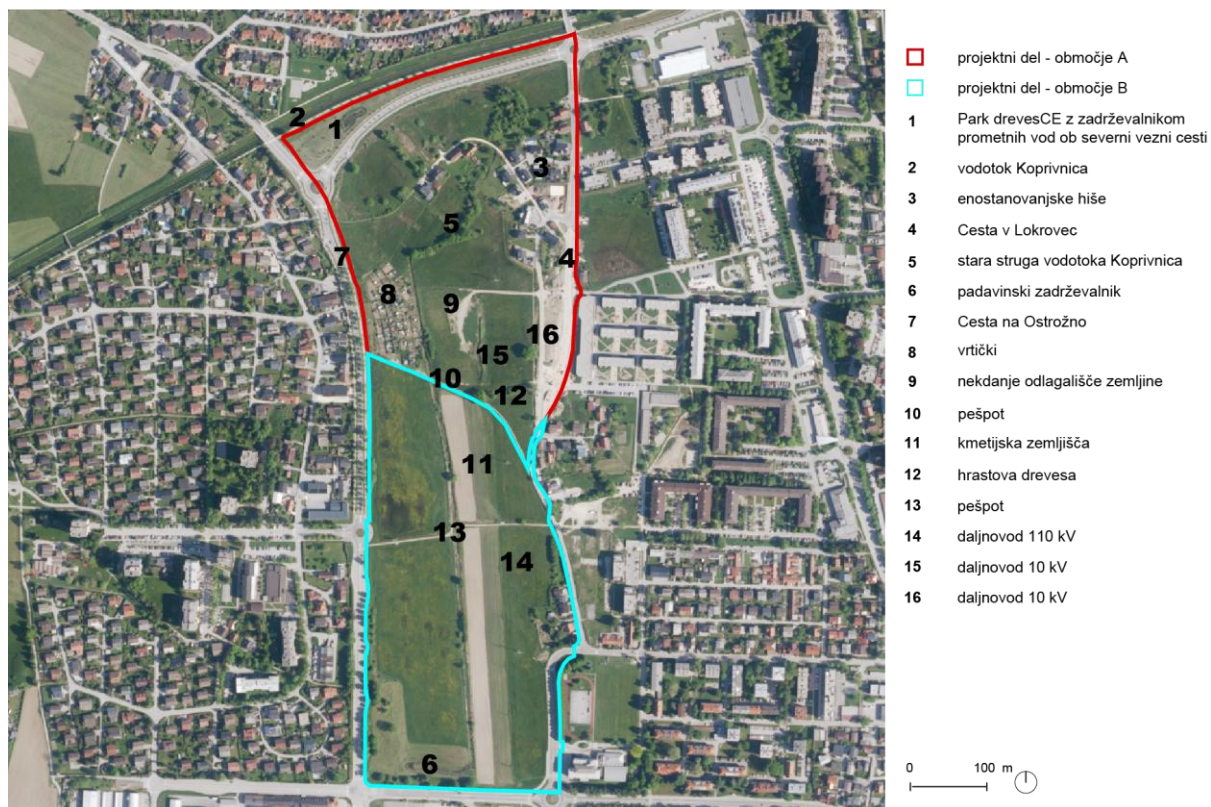 projektni del - območje A
projektni del - območje B
1 Park drevesCE z zadrževalnikom
prometnih vod ob severni vezni cesti
2 vodotok Koprivnica
3 enostanovanjske hiše
4 Cesta v Lokrovec
5 stara struga vodotoka Koprivnica
6 padavinski zadrževalnik
7 Cesta na Ostrožno
8 vrtički
9 nekdanje odlagališče zemljine
10 pešpot
11 kmetijska zemljišča
12 hrastova drevesa
13 pešpot
14 daljnovod 110 kV
15 daljnovod 10 kV
16 daljnovod 10 kV
0 100 m
2
1
3
5
7
4
8
9
16
15
10
12
11
13
14
6